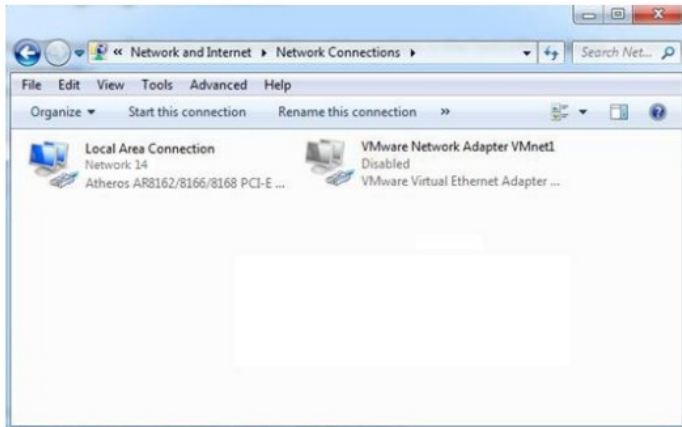 « Network and Internet ▸ Network Connections ▸ Search Net...
File Edit View Tools Advanced Help
Organize ▾ Start this connection Rename this connection »
Local Area Connection
Network 14
Atheros AR8162/8166/8168 PCI-E ...
VMware Network Adapter VMnet1
Disabled
VMware Virtual Ethernet Adapter ...